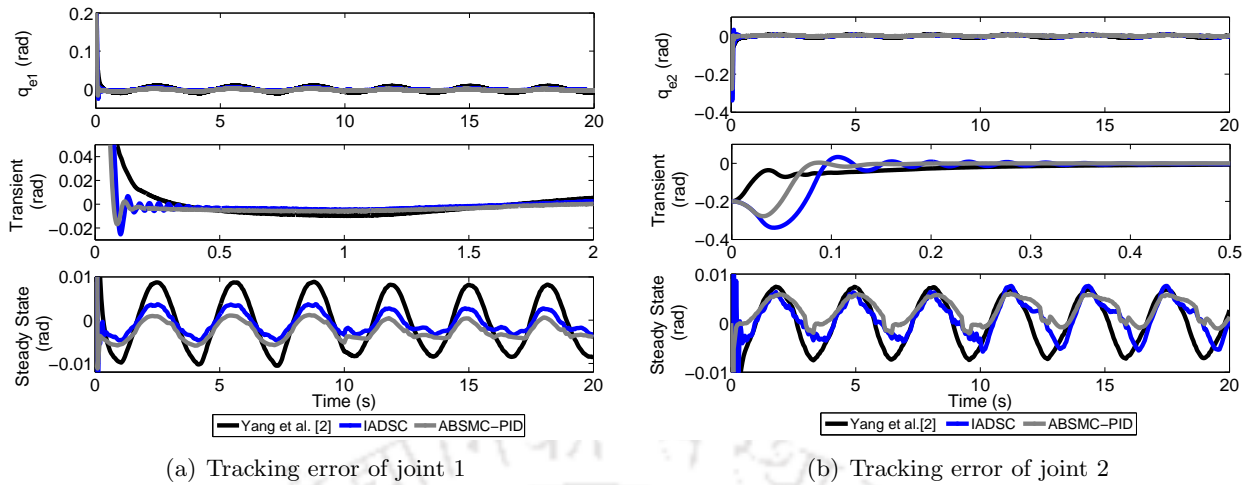 q_e1 (rad)
0.2
0.1
0
0 5 10 15 20
Transient
(rad)
0.04
0.02
0
−0.02
0.5 1 1.5 2
Steady State
(rad)
0.01
0
−0.01
0 5 10 15 20
Time (s)
Yang et al. [2] IADSC ABSMC−PID
(a) Tracking error of joint 1
q_e2 (rad)
0
−0.2
−0.4
0 5 10 15 20
Transient
(rad)
0
−0.2
−0.4
0 0.1 0.2 0.3 0.4 0.5
Steady State
(rad)
0.01
0
−0.01
0 5 10 15 20
Time (s)
Yang et al.[2] IADSC ABSMC−PID
(b) Tracking error of joint 2